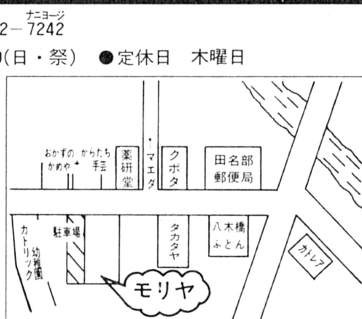 ナニヨージ
2－7242
(日・祭) ●定休日 木曜日
おかずの
かめや
からたち
手芸
薬研堂
マエダ
クボタ
田名部
郵便局
カトリック
幼稚園
駐車場
タカタヤ
八木橋
ふとん
カトレア
モリヤ